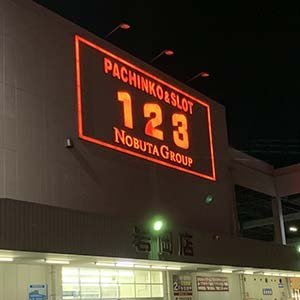 PACHINKO & SLOT
123
NOBUTA GROUP
岩岡店